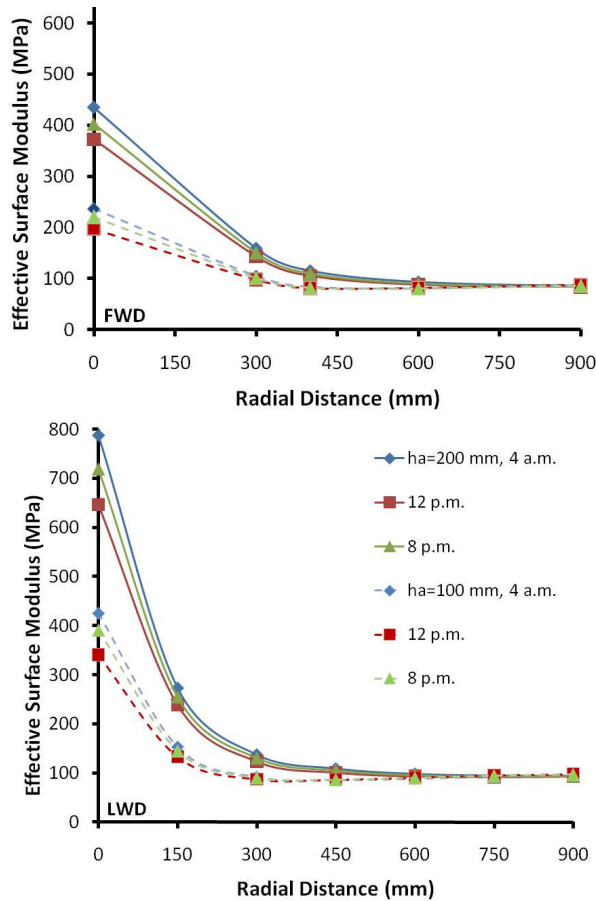 Effective Surface Modulus (MPa)
600
500
400
300
200
100
0
FWD
0 150 300 450 600 750 900
Radial Distance (mm)
Effective Surface Modulus (MPa)
800
700
600
500
400
300
200
100
0
ha=200 mm, 4 a.m.
12 p.m.
8 p.m.
ha=100 mm, 4 a.m.
12 p.m.
8 p.m.
LWD
0 150 300 450 600 750 900
Radial Distance (mm)